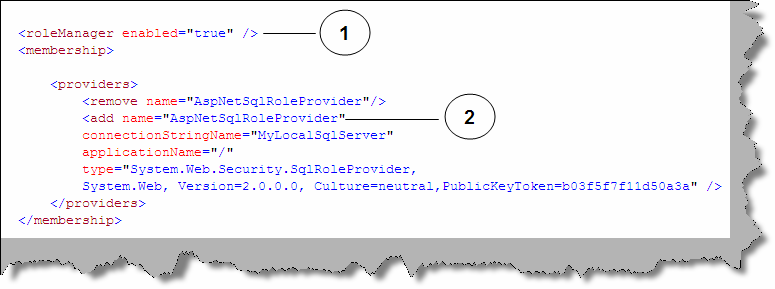 <roleManager enabled="true" /> 1
<membership>
<providers>
<remove name="AspNetSqlRoleProvider"/>
<add name="AspNetSqlRoleProvider" 2
connectionStringName="MyLocalSqlServer"
applicationName="/"
type="System.Web.Security.SqlRoleProvider,
System.Web, Version=2.0.0.0, Culture=neutral,PublicKeyToken=b03f5f7f11d50a3a" />
</providers>
</membership>